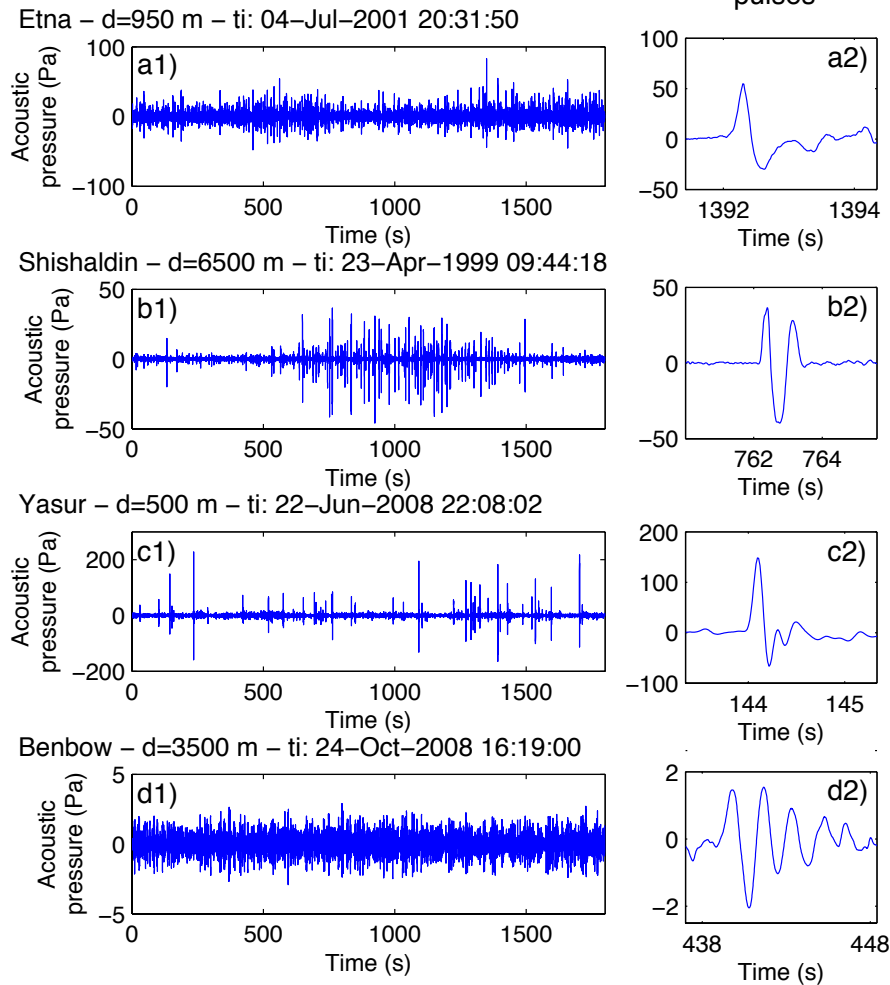 pulses
Etna – d=950 m – ti: 04–Jul–2001 20:31:50
a1)
Acoustic
pressure (Pa)
100
0
−100
0 500 1000 1500
Time (s)
a2)
100
50
0
−50
1392 1394
Time (s)
Shishaldin – d=6500 m – ti: 23–Apr–1999 09:44:18
b1)
Acoustic
pressure (Pa)
50
0
−50
0 500 1000 1500
Time (s)
b2)
50
0
−50
762 764
Time (s)
Yasur – d=500 m – ti: 22–Jun–2008 22:08:02
c1)
Acoustic
pressure (Pa)
200
0
−200
0 500 1000 1500
Time (s)
c2)
200
100
0
−100
144 145
Time (s)
Benbow – d=3500 m – ti: 24–Oct–2008 16:19:00
d1)
Acoustic
pressure (Pa)
5
0
−5
0 500 1000 1500
Time (s)
d2)
2
0
−2
438 448
Time (s)